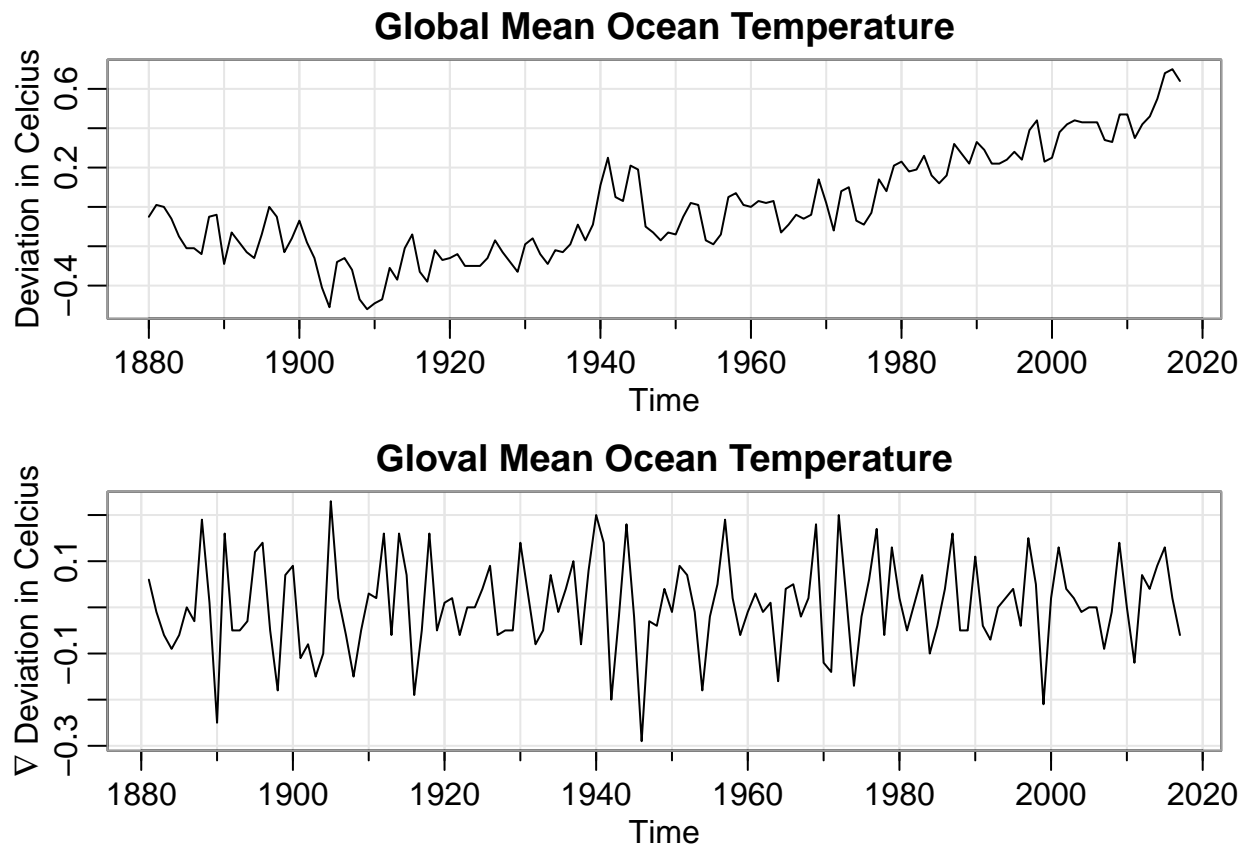 Global Mean Ocean Temperature
Deviation in Celcius
0.6
0.2
−0.4
1880 1900 1920 1940 1960 1980 2000 2020
Time
Gloval Mean Ocean Temperature
∇ Deviation in Celcius
0.1
−0.1
−0.3
1880 1900 1920 1940 1960 1980 2000 2020
Time